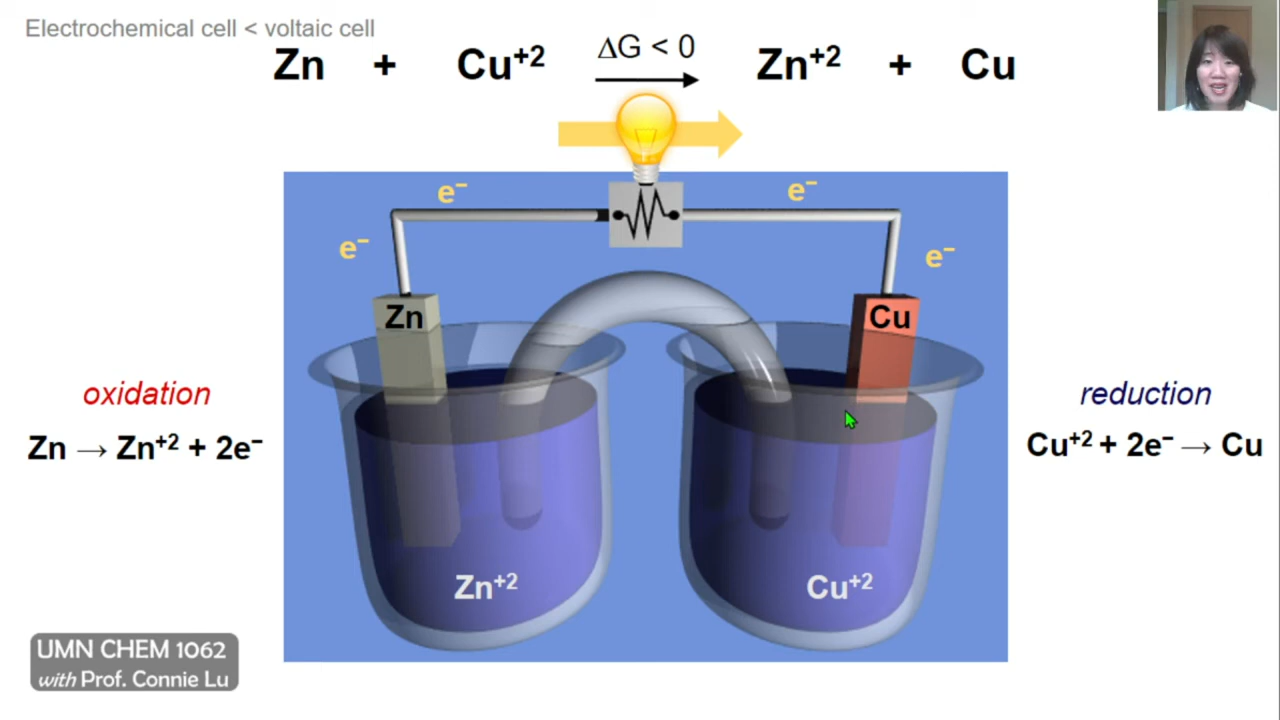 Electrochemical cell < voltaic cell
Zn + Cu⁺² ΔG < 0 Zn⁺² + Cu
e⁻ e⁻
e⁻ e⁻
Zn Cu
oxidation reduction
Zn → Zn⁺² + 2e⁻ Cu⁺² + 2e⁻ → Cu
Zn⁺² Cu⁺²
UMN CHEM 1062
with Prof. Connie Lu